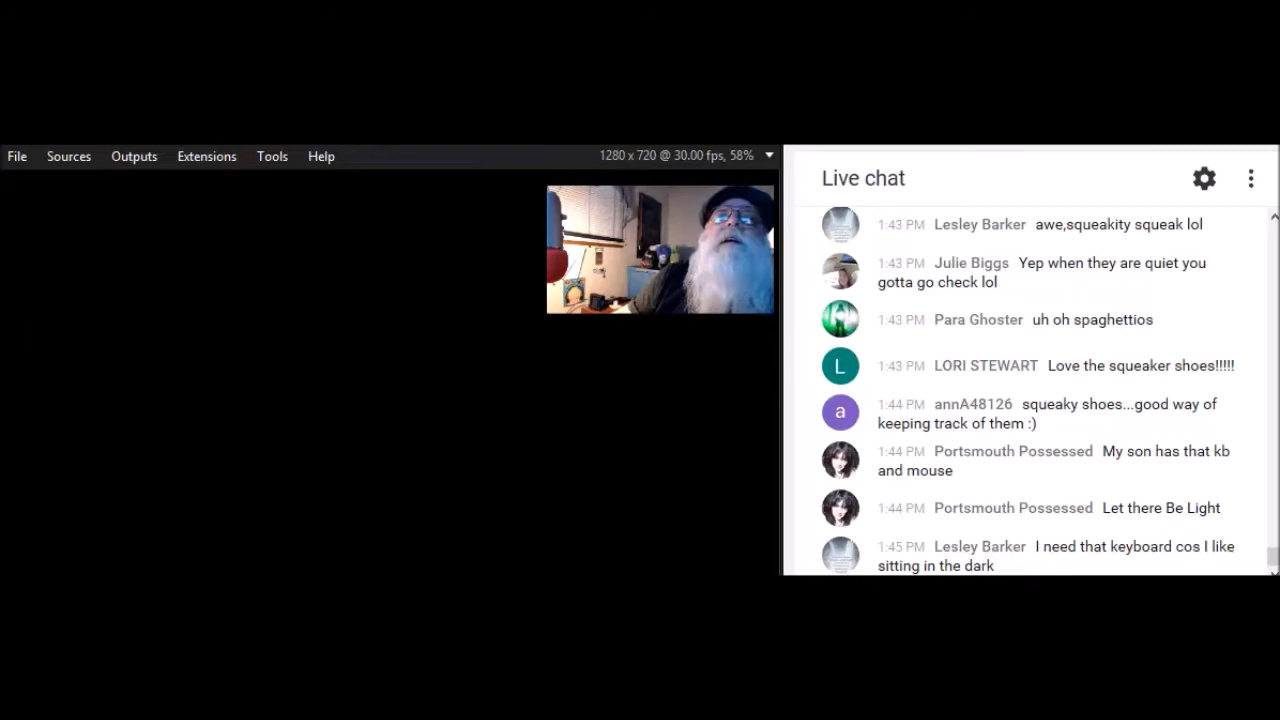 File Sources Outputs Extensions Tools Help 1280 x 720 @ 30.00 fps, 58%
Live chat
1:43 PM Lesley Barker awe,squeakity squeak lol
1:43 PM Julie Biggs Yep when they are quiet you
gotta go check lol
1:43 PM Para Ghoster uh oh spaghettios
L 1:43 PM LORI STEWART Love the squeaker shoes!!!!!
a 1:44 PM annA48126 squeaky shoes...good way of
keeping track of them :)
1:44 PM Portsmouth Possessed My son has that kb
and mouse
1:44 PM Portsmouth Possessed Let there Be Light
1:45 PM Lesley Barker I need that keyboard cos I like
sitting in the dark